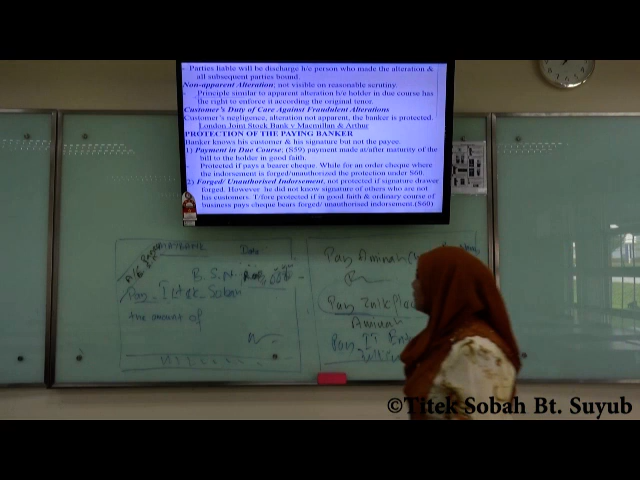 - Parties liable will be discharge h/e person who made the alteration &
all subsequent parties bound.
Non-apparent Alteration, not visible on reasonable scrutiny.
- Principle similar to apparent alteration h/e holder in due course has
the right to enforce it according the original tenor.
Customer's Duty of Care Against Fraudulent Alterations
Customer's negligence, alteration not apparent, the banker is protected.
London Joint Stock Bank v Macmillan & Arthur
PROTECTION OF THE PAYING BANKER
Banker knows his customer & his signature but not the payee.
1) Payment in Due Course; (S59) payment made at/after maturity of the
bill to the holder in good faith.
- Protected if pays a bearer cheque. While for an order cheque where
the indorsement is forged/unauthorized the protection under S60.
2) Forged/ Unauthorised Indorsement, not protected if signature drawer
forged. However he did not know signature of others who are not
his customers. T/fore protected if in good faith & ordinary course of
business pays cheque bears forged/ unauthorised indorsement.(S60)
MAYBANK Date:
B.S.N.
Pay Titek Sobah
the amount of
Pay Aminah
Pay Zulk
Aminah
Pay TT
©Titek Sobah Bt. Suyub